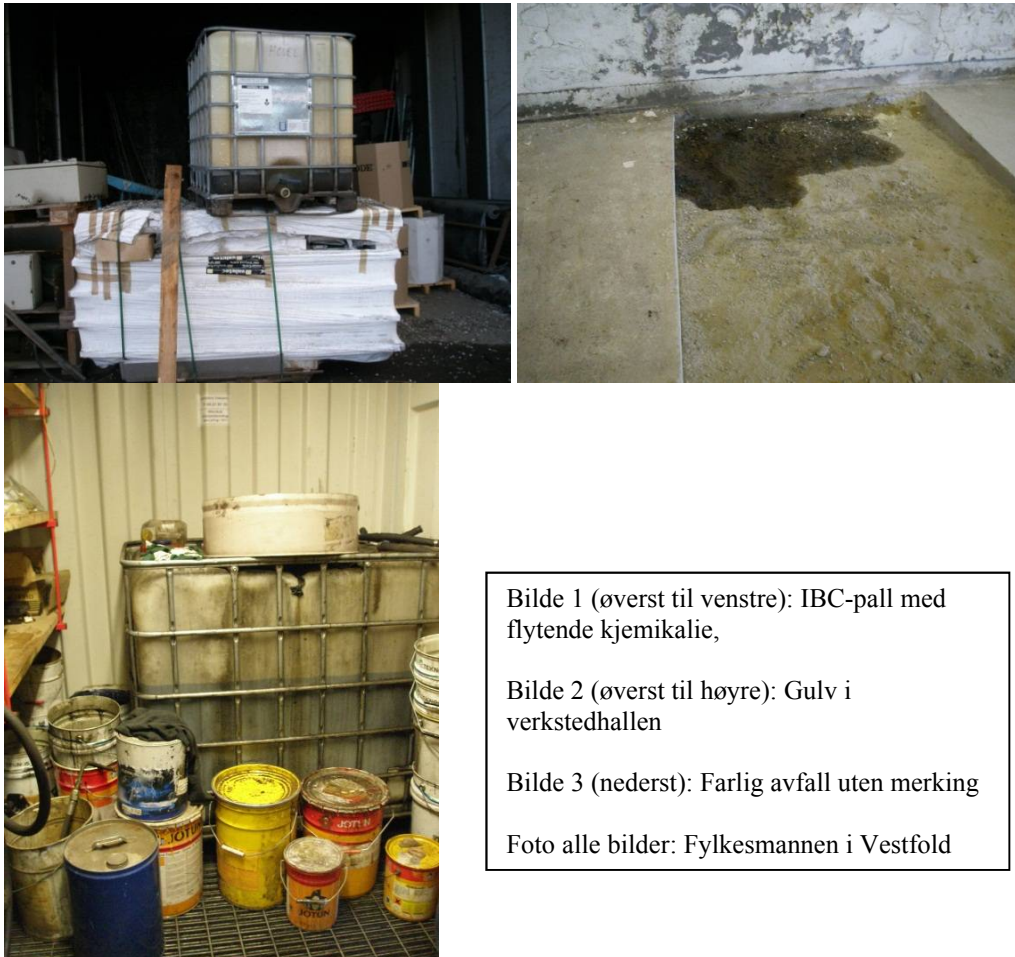 JOTUN
JOTUN
JOTUN
Bilde 1 (øverst til venstre): IBC-pall med
flytende kjemikalie,
Bilde 2 (øverst til høyre): Gulv i
verkstedhallen
Bilde 3 (nederst): Farlig avfall uten merking
Foto alle bilder: Fylkesmannen i Vestfold